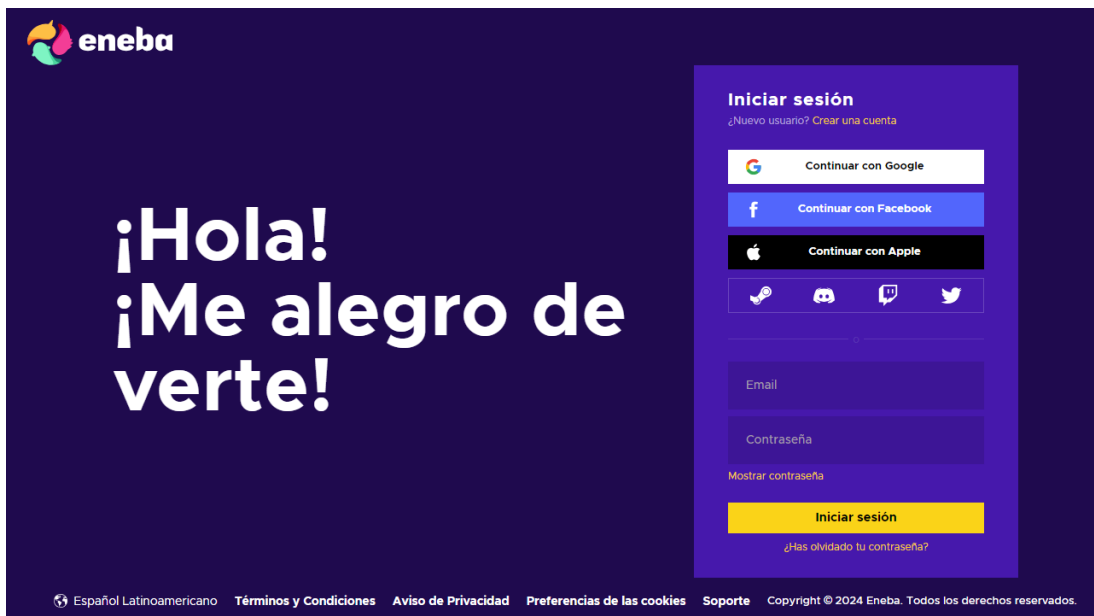 eneba
Iniciar sesión
¿Nuevo usuario? Crear una cuenta
Continuar con Google
Continuar con Facebook
Continuar con Apple
o
Email
Contraseña
Mostrar contraseña
Iniciar sesión
¿Has olvidado tu contraseña?
¡Hola!
¡Me alegro de
verte!
Español Latinoamericano Términos y Condiciones Aviso de Privacidad Preferencias de las cookies Soporte Copyright © 2024 Eneba. Todos los derechos reservados.